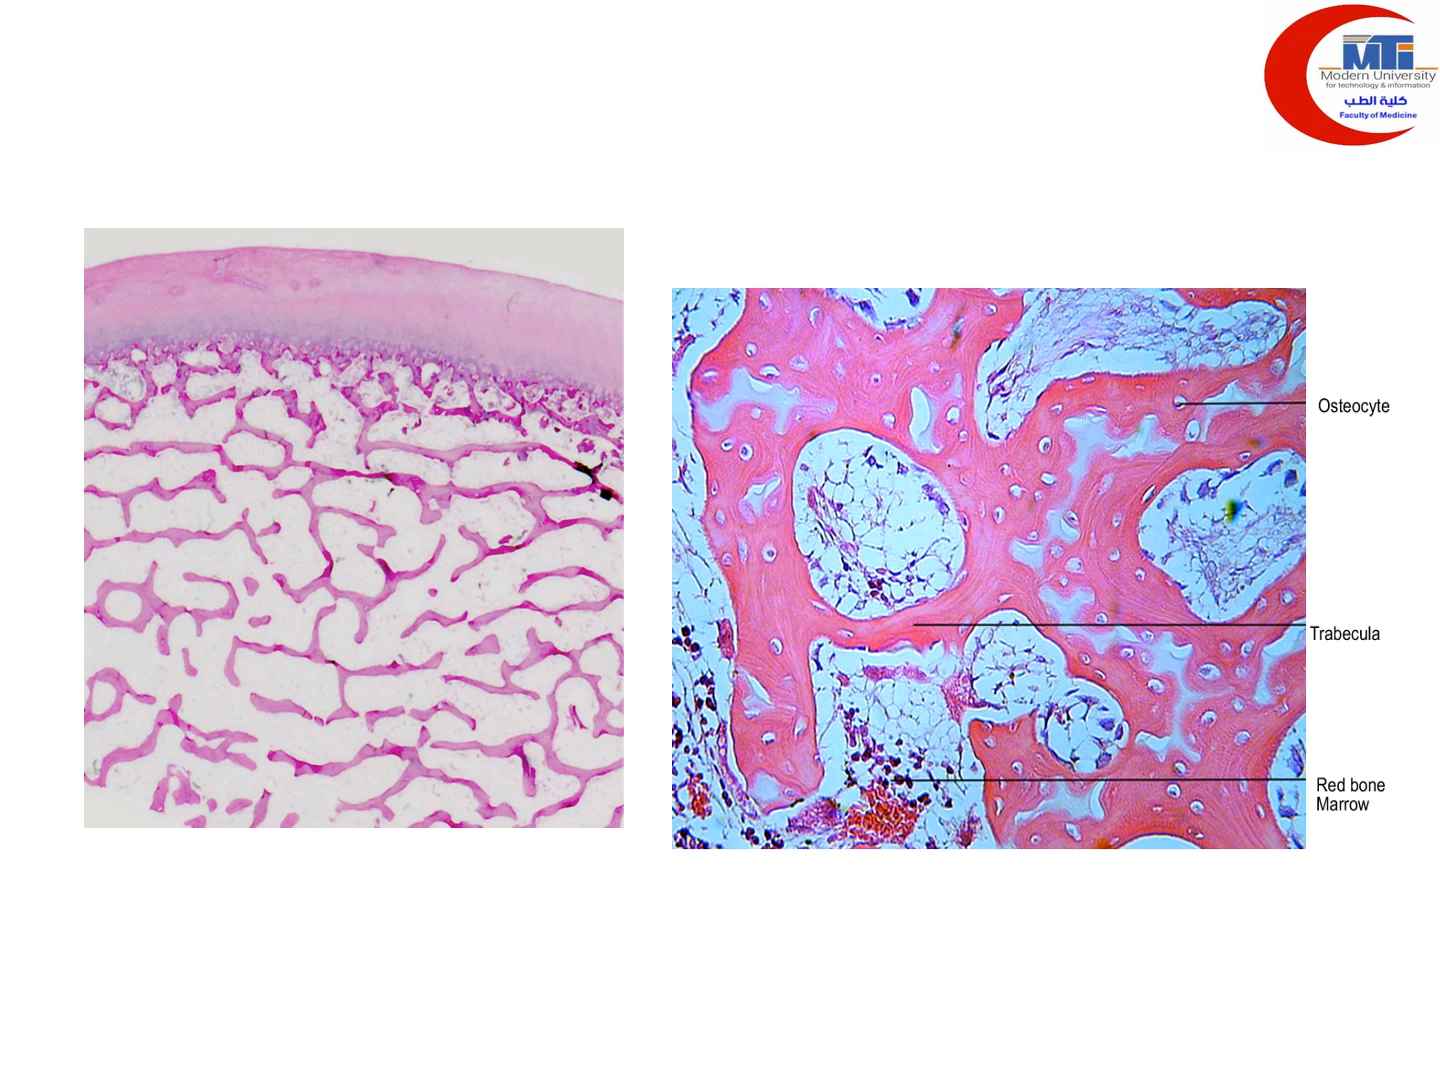 MTi
Modern University
for technology & information
كلية الطب
Faculty of Medicine
Osteocyte
Trabecula
Red bone
Marrow